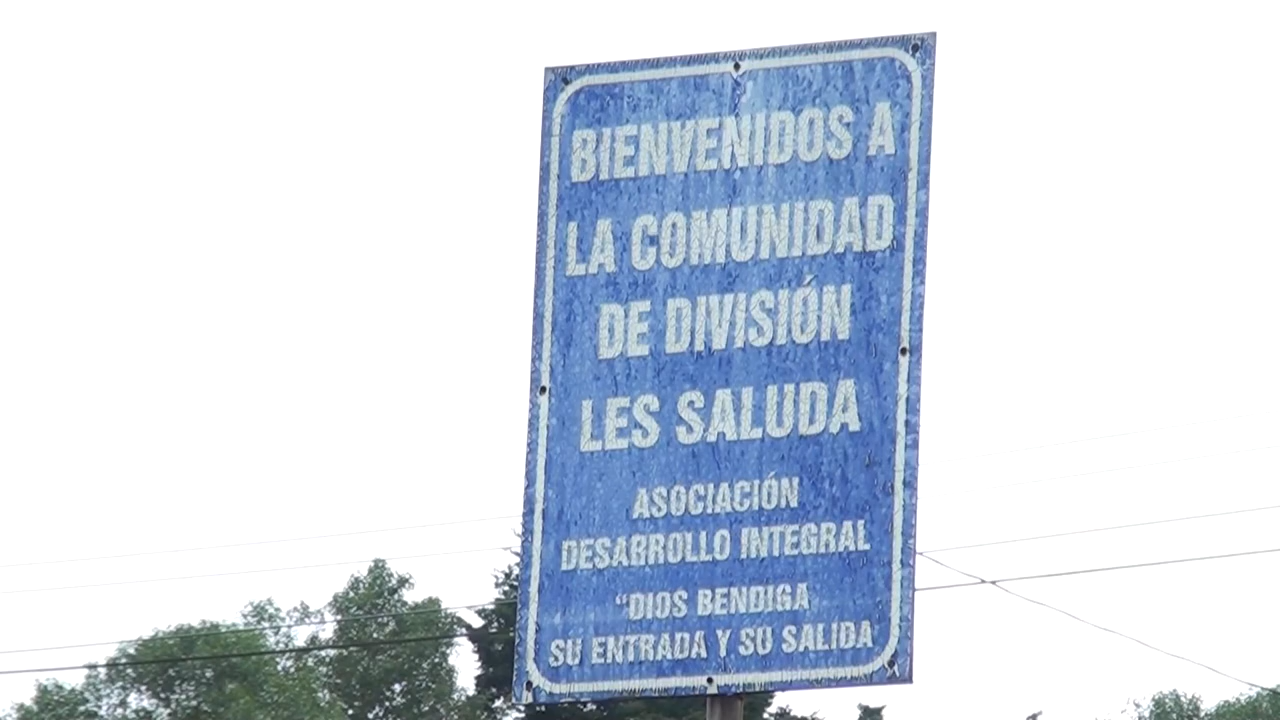 BIENVENIDOS A
LA COMUNIDAD
DE DIVISIÓN
LES SALUDA
ASOCIACIÓN
DESARROLLO INTEGRAL
“DIOS BENDIGA
SU ENTRADA Y SU SALIDA